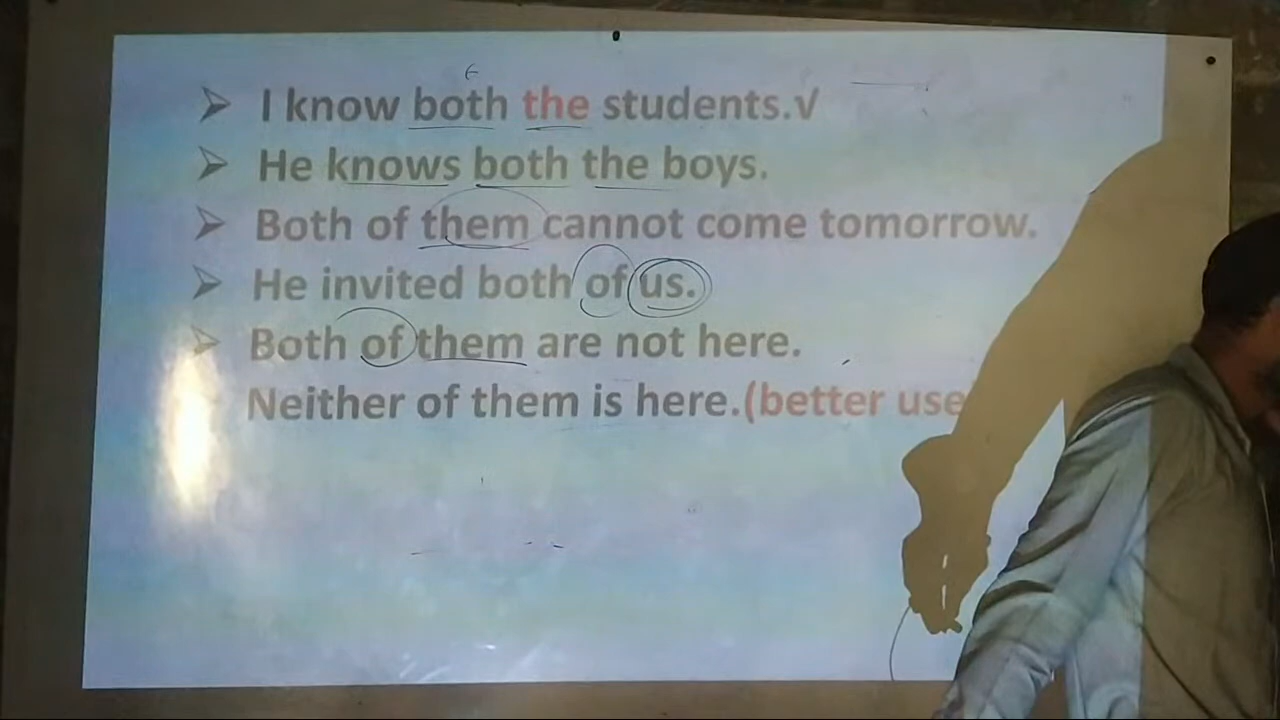 ➢ I know both the students.√
➢ He knows both the boys.
➢ Both of them cannot come tomorrow.
➢ He invited both of us.
➢ Both of them are not here.
Neither of them is here.(better use